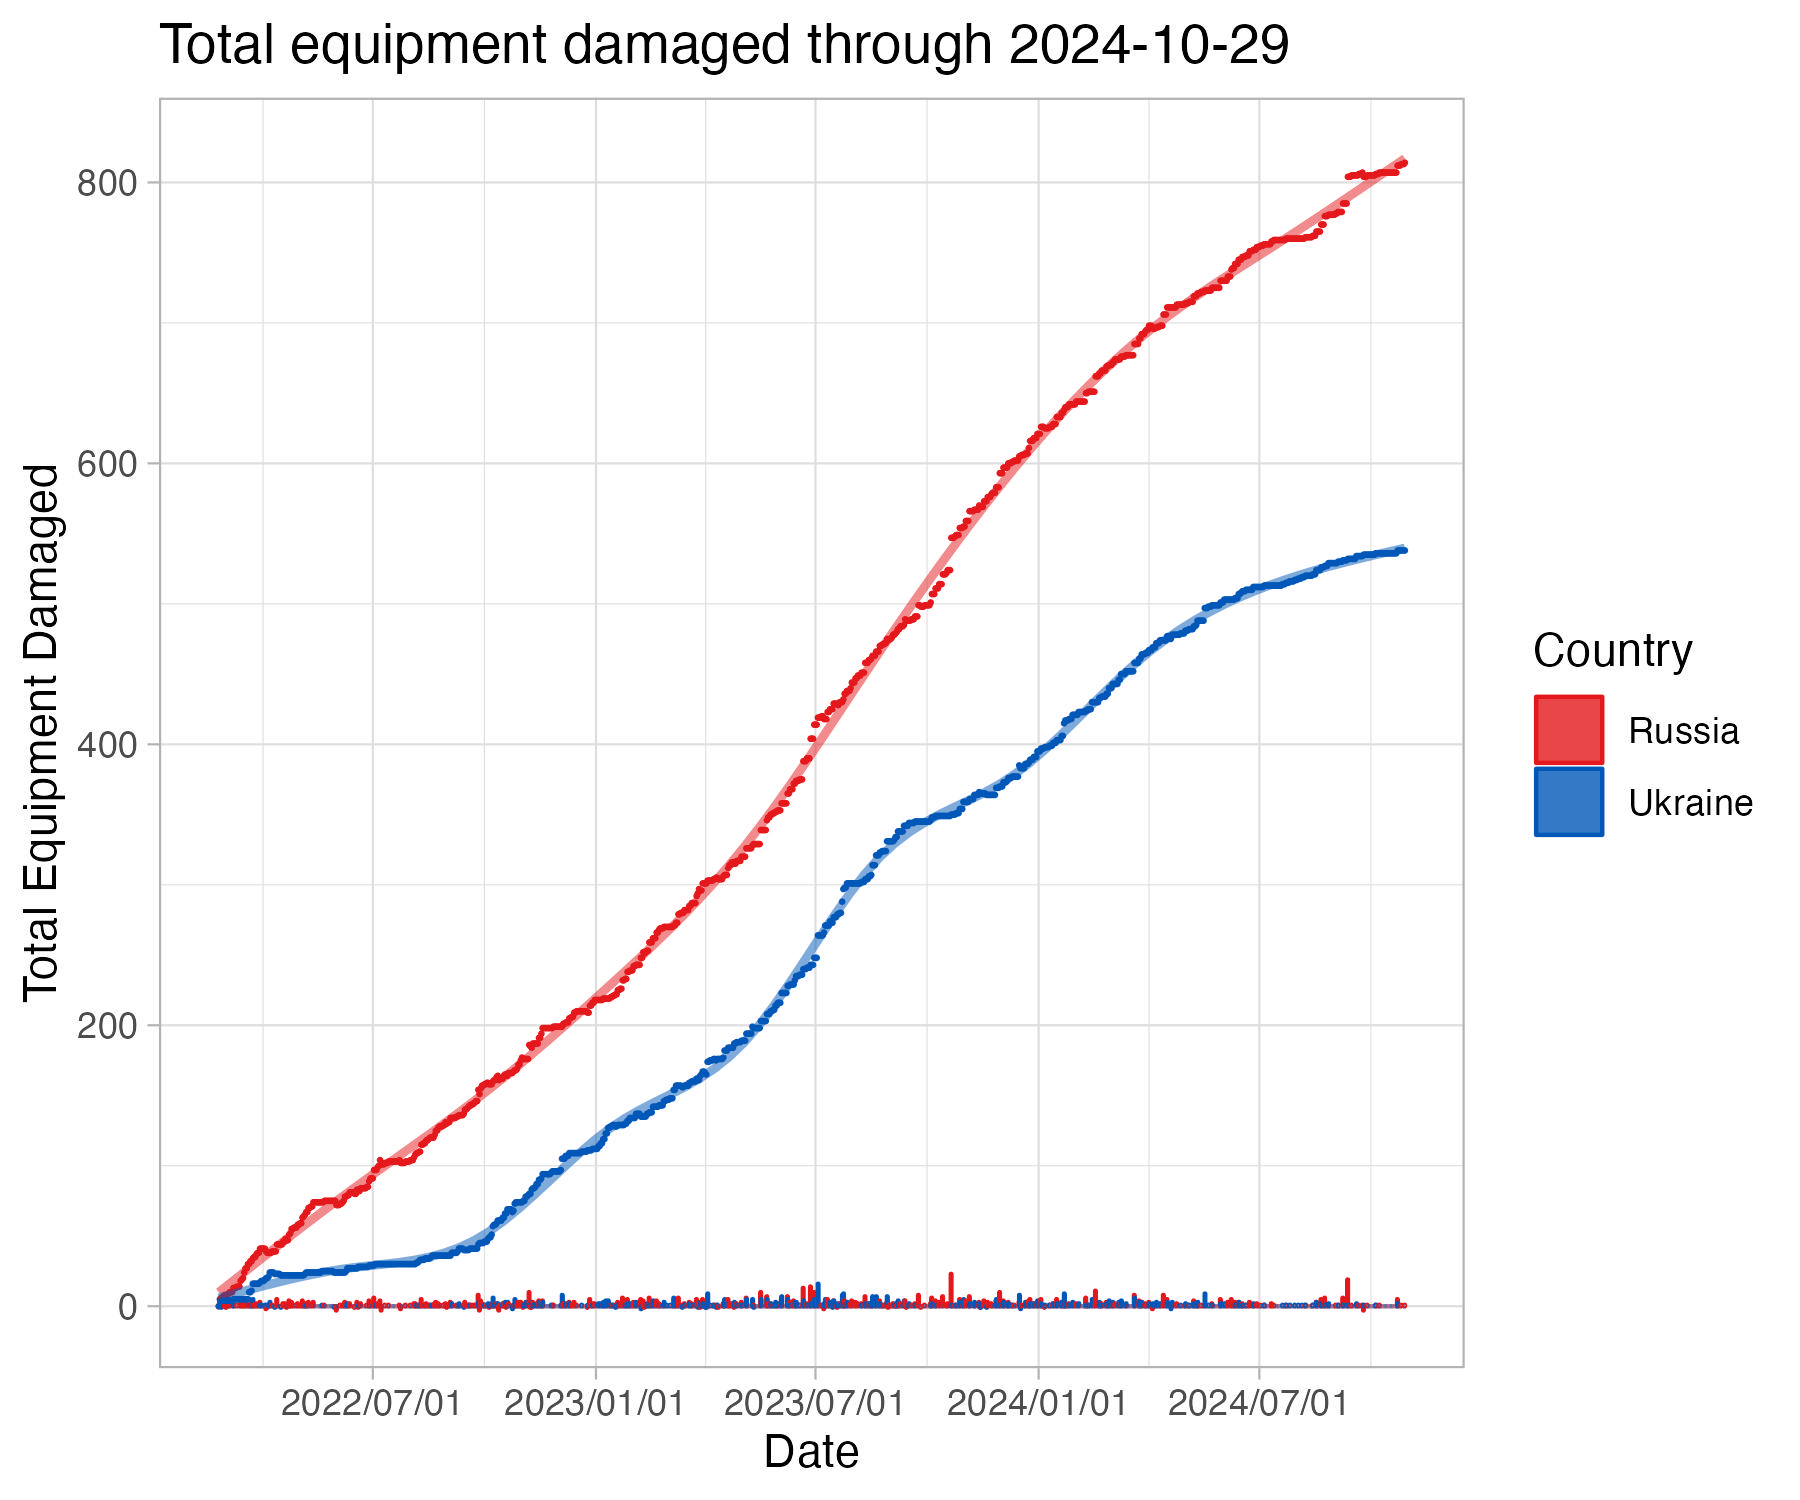 Total equipment damaged through 2024-10-29
Total Equipment Damaged
800
600
400
200
0
2022/07/01 2023/01/01 2023/07/01 2024/01/01 2024/07/01
Date
Country
Russia
Ukraine